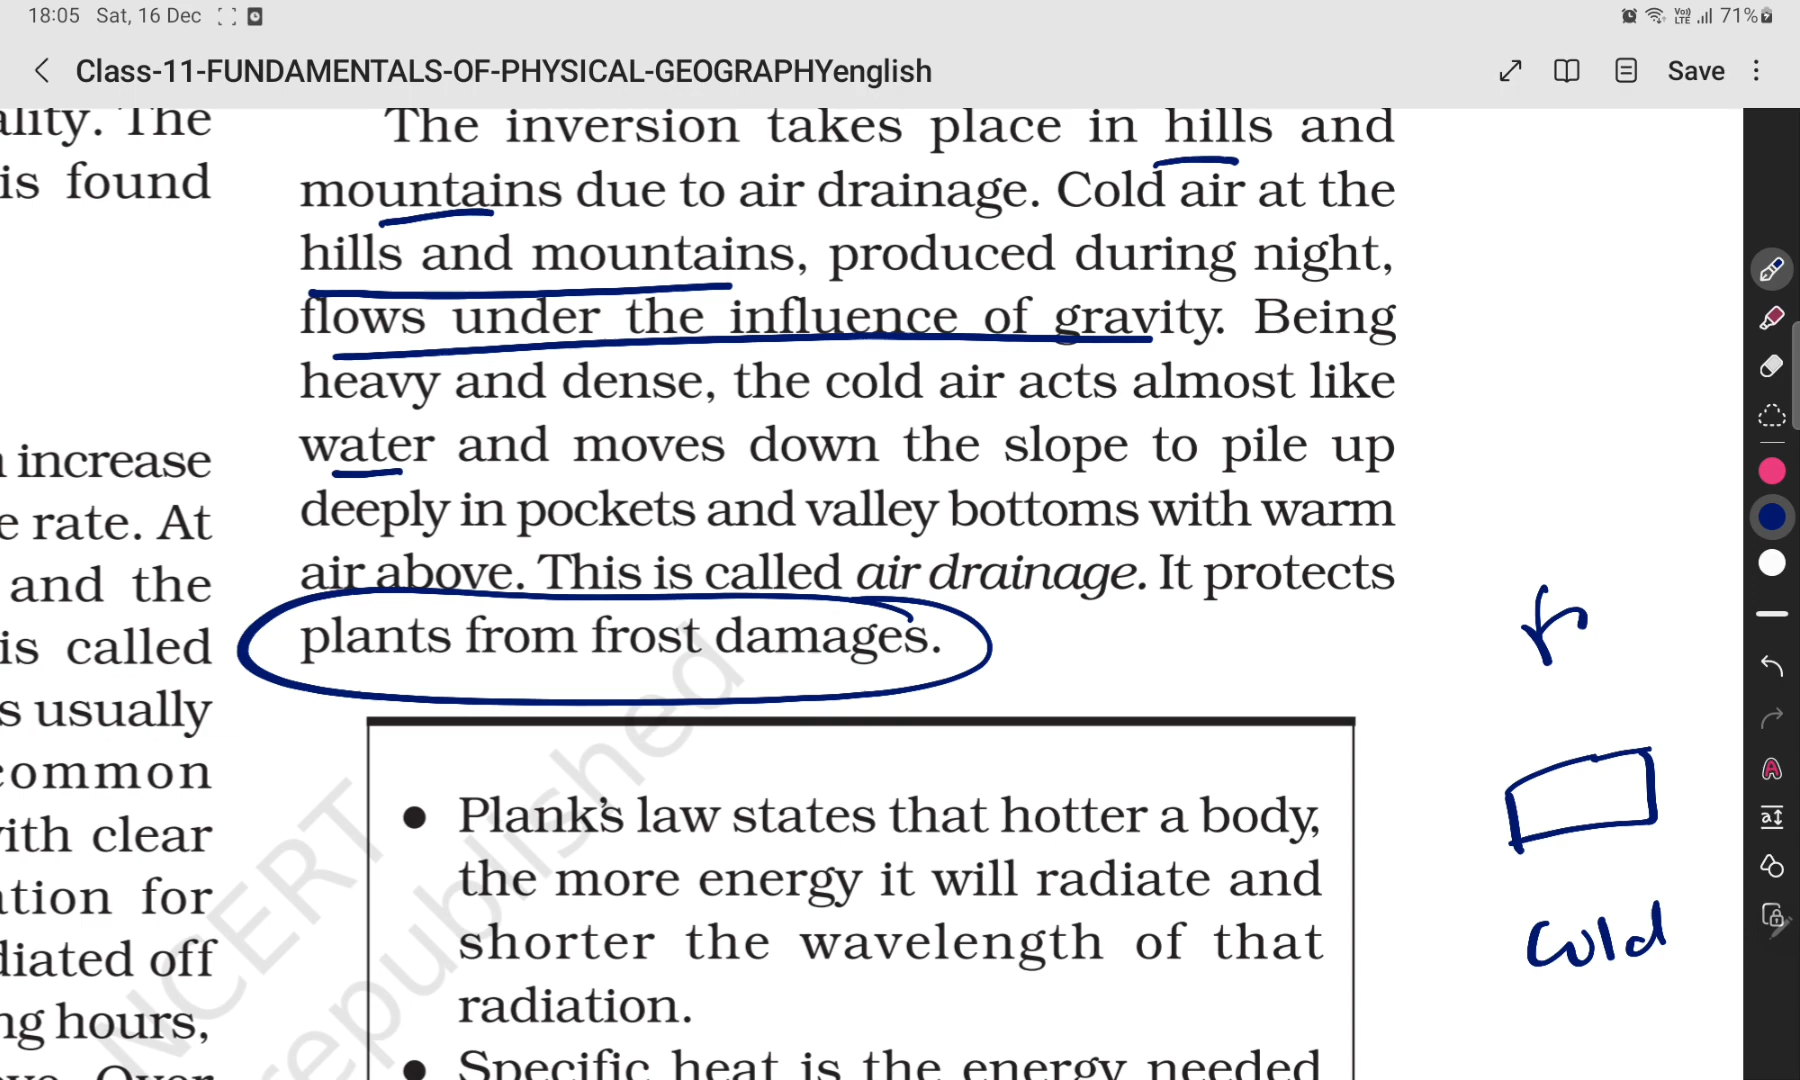 18:05 Sat, 16 Dec
71%
Class-11-FUNDAMENTALS-OF-PHYSICAL-GEOGRAPHYenglish
Save
ality. The
is found
increase
e rate. At
and the
is called
s usually
common
ith clear
ation for
diated off
ng hours,
The inversion takes place in hills and
mountains due to air drainage. Cold air at the
hills and mountains, produced during night,
flows under the influence of gravity. Being
heavy and dense, the cold air acts almost like
water and moves down the slope to pile up
deeply in pockets and valley bottoms with warm
air above. This is called air drainage. It protects
plants from frost damages.
Plank's law states that hotter a body,
the more energy it will radiate and
shorter the wavelength of that
radiation.
Specific heat is the energy needed
cold
NCERT
republished